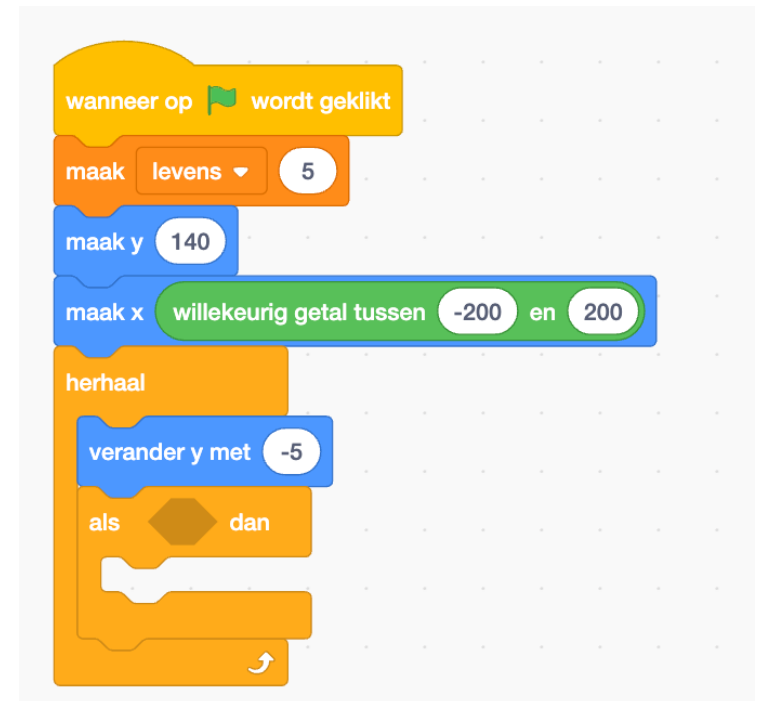 wanneer op wordt geklikt
maak levens 5
maak y 140
maak x willekeurig getal tussen -200 en 200
herhaal
verander y met -5
als dan